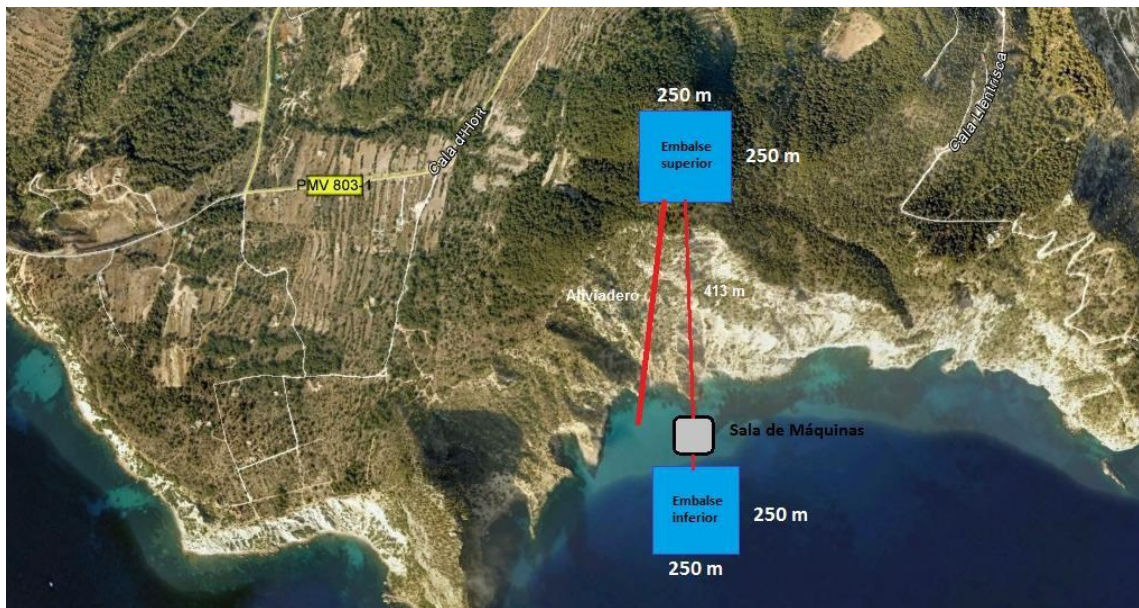 250 m
Embalse
superior
250 m
Cala d'Hort
Cala Llentrisca
PMV 803-1
Aliviadero
413 m
Sala de Máquinas
Embalse
inferior
250 m
250 m